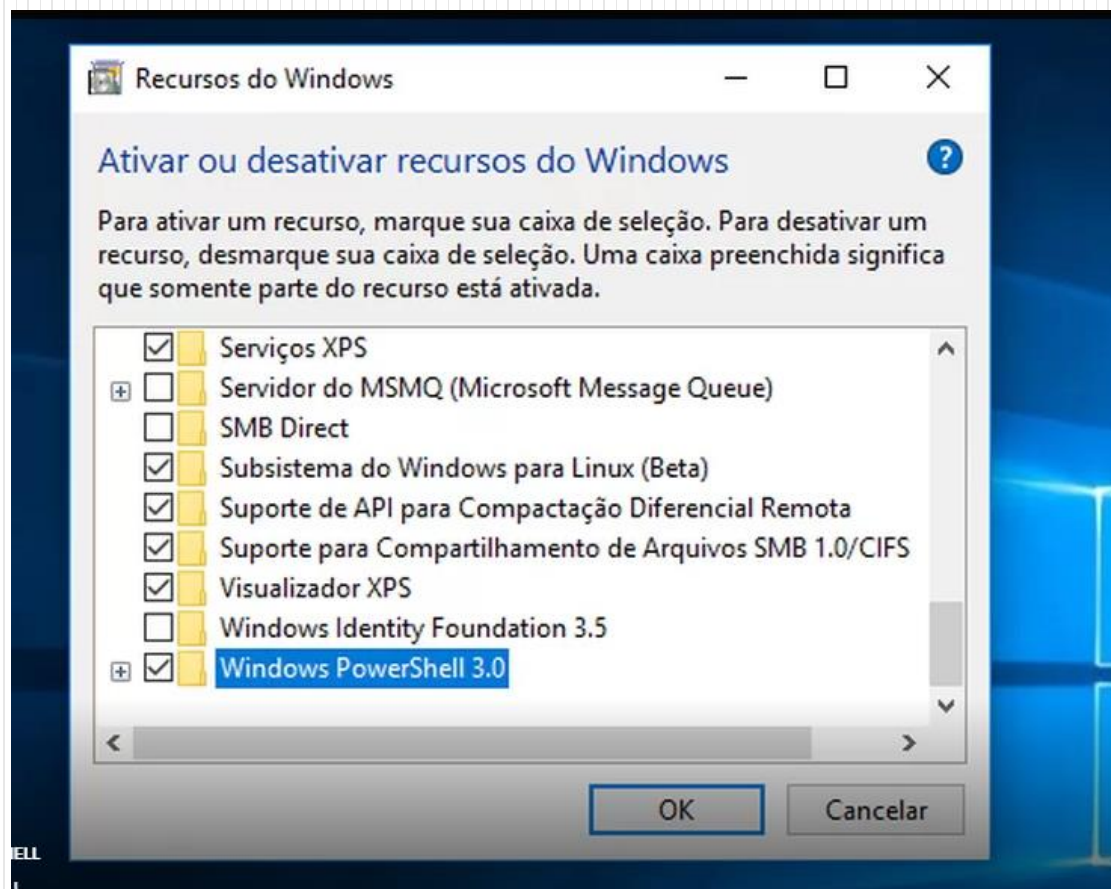 Recursos do Windows
Ativar ou desativar recursos do Windows
Para ativar um recurso, marque sua caixa de seleção. Para desativar um
recurso, desmarque sua caixa de seleção. Uma caixa preenchida significa
que somente parte do recurso está ativada.
Serviços XPS
Servidor do MSMQ (Microsoft Message Queue)
SMB Direct
Subsistema do Windows para Linux (Beta)
Suporte de API para Compactação Diferencial Remota
Suporte para Compartilhamento de Arquivos SMB 1.0/CIFS
Visualizador XPS
Windows Identity Foundation 3.5
Windows PowerShell 3.0
OK
Cancelar